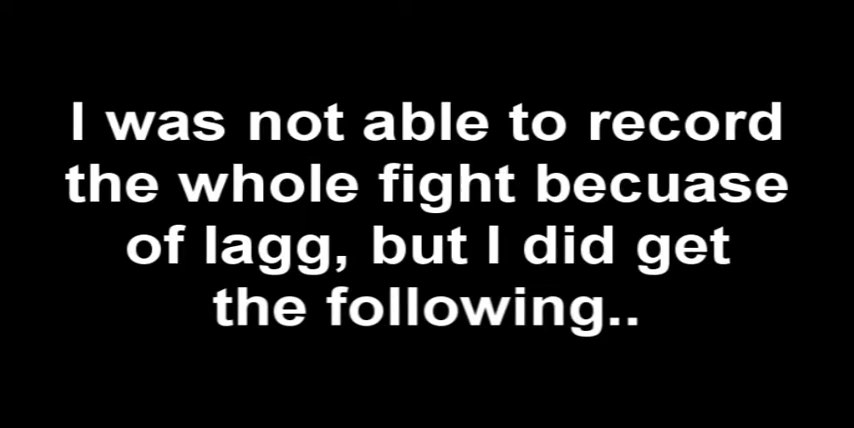 I was not able to record
the whole fight becuase
of lagg, but I did get
the following..